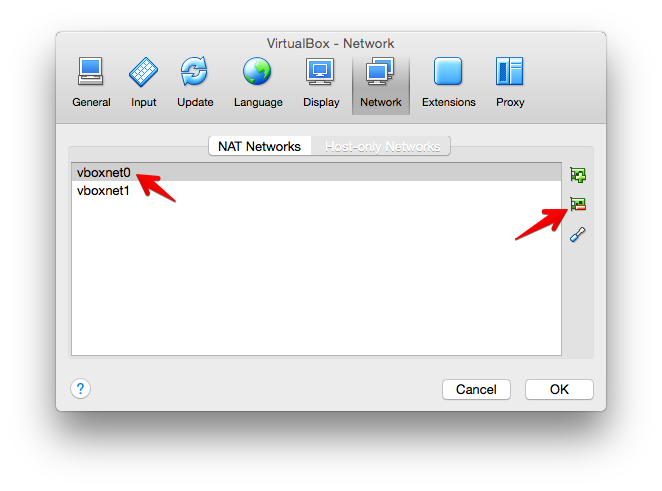 VirtualBox - Network
General Input Update Language Display Network Extensions Proxy
NAT Networks Host-only Networks
vboxnet0
vboxnet1
? Cancel OK